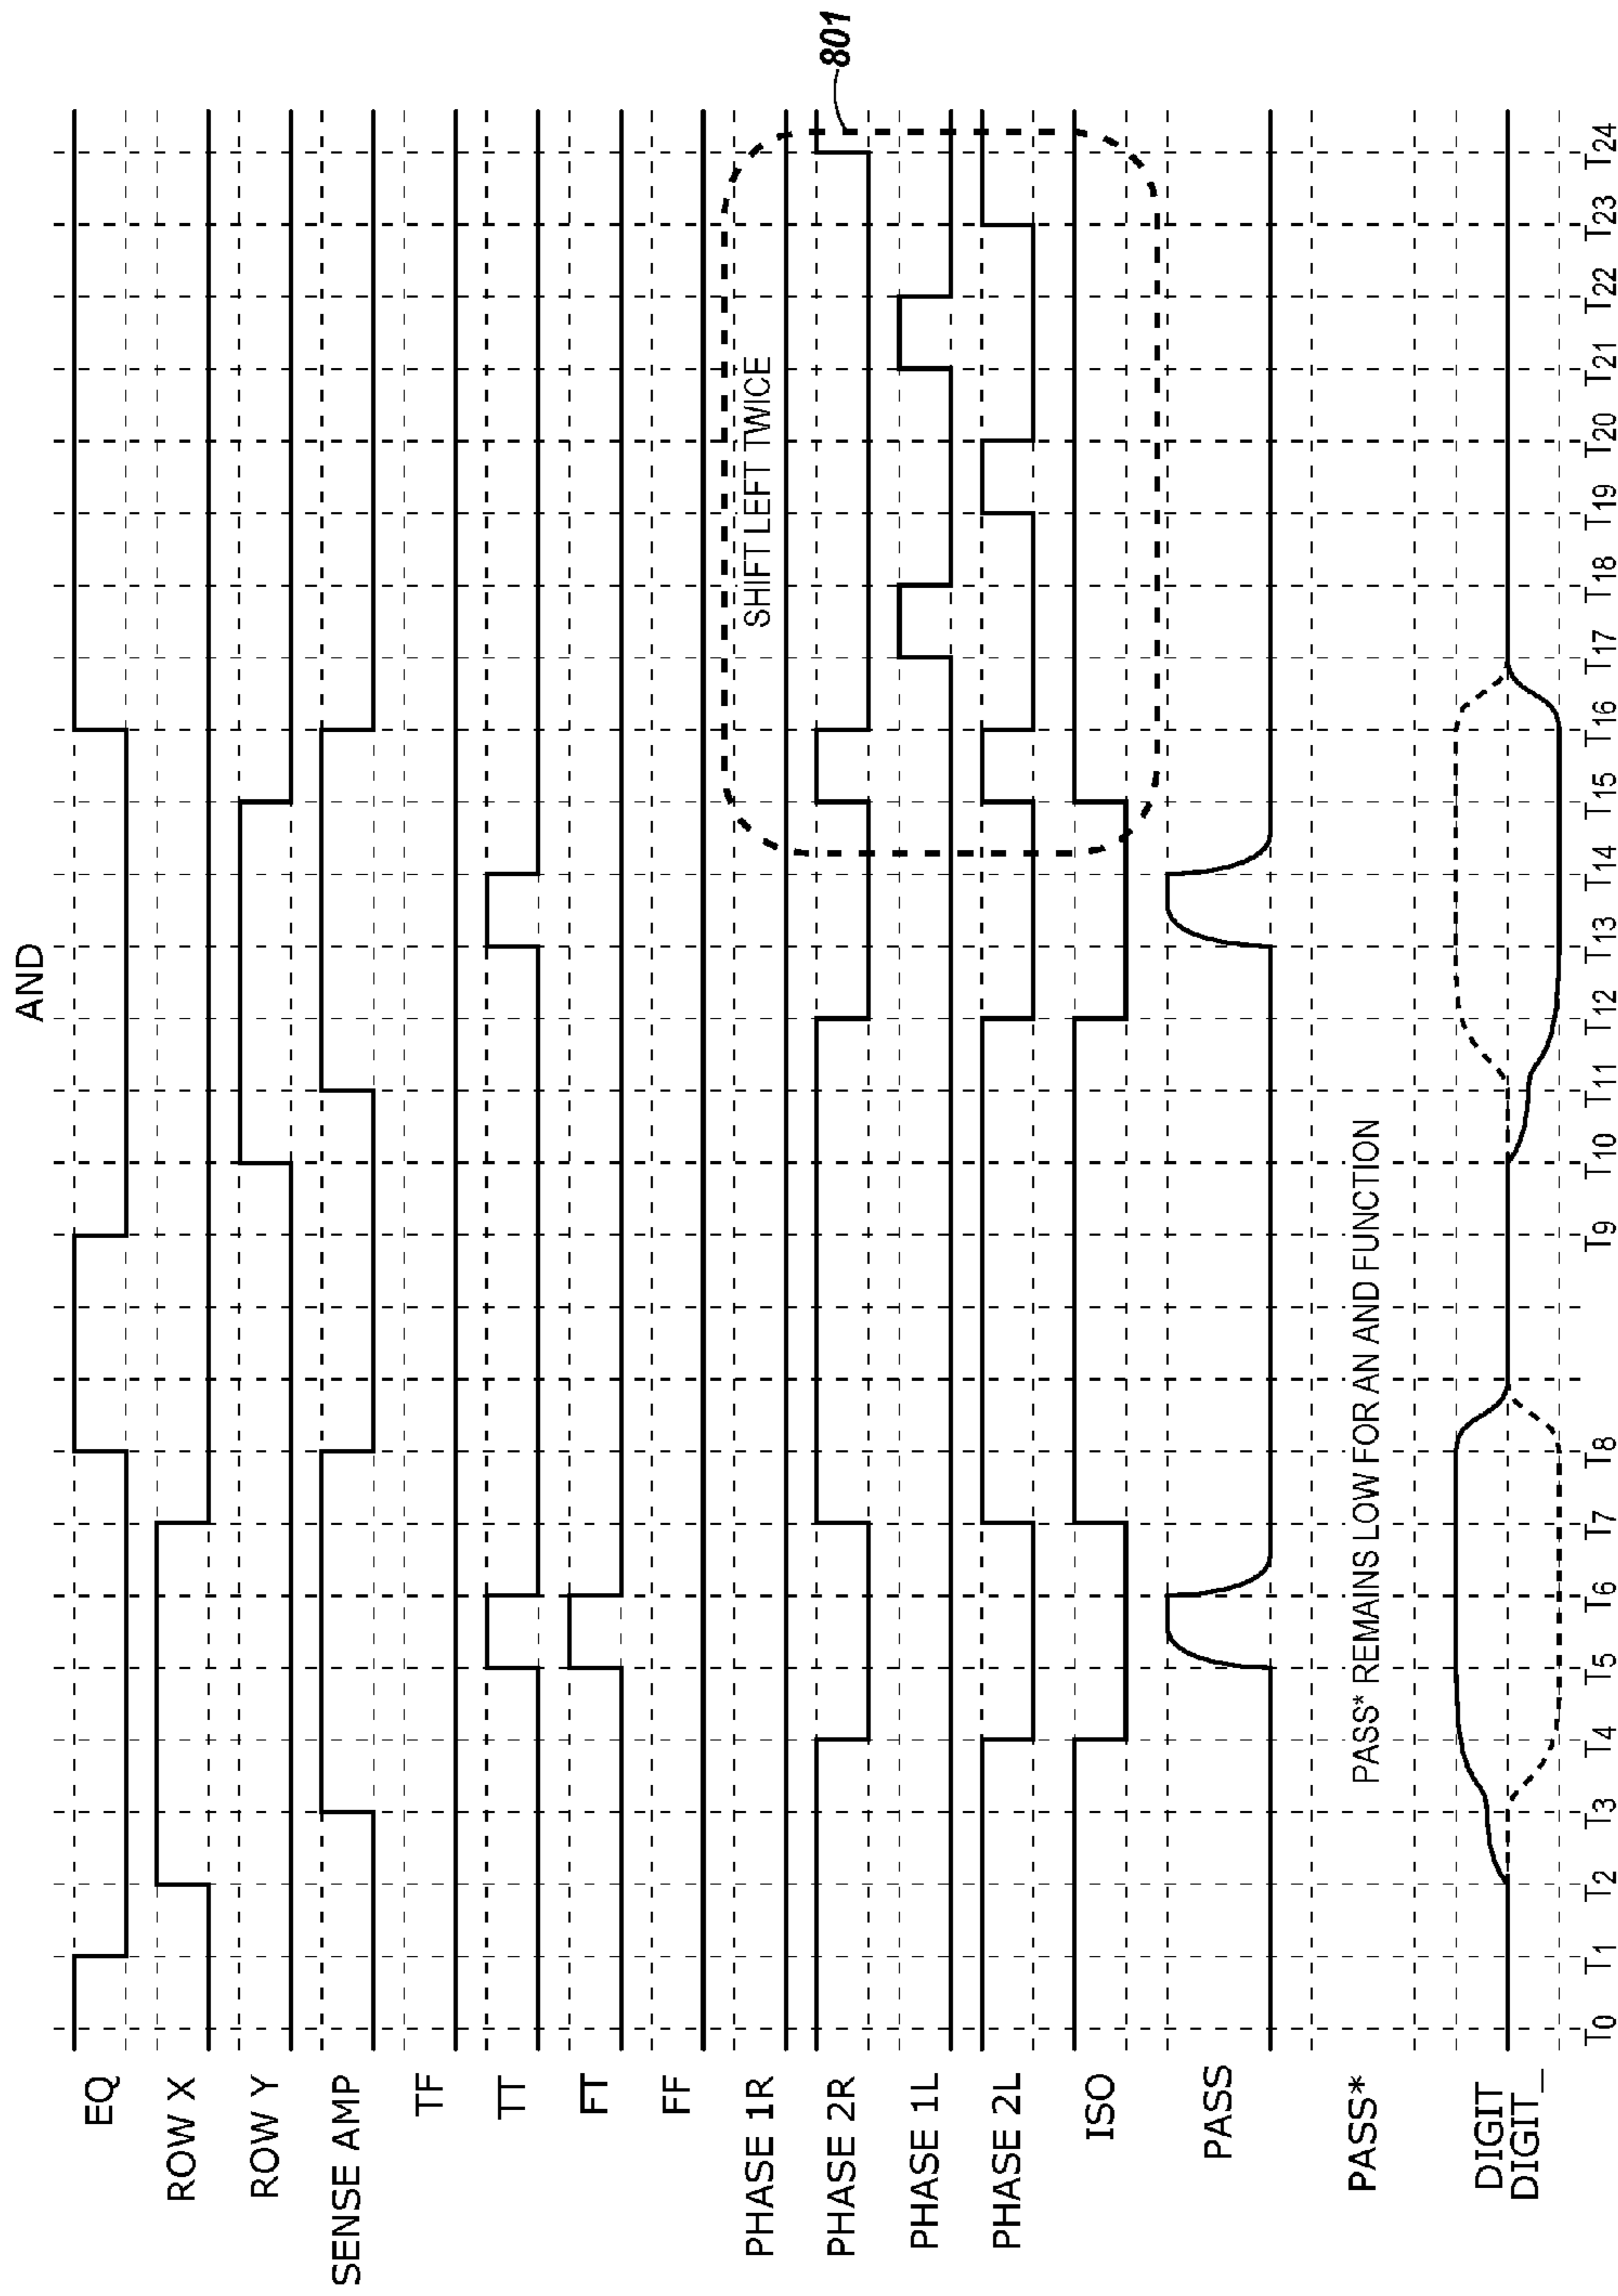 AND
EQ
ROW X
ROW Y
SENSE AMP
TF
TT
FT
FF
PHASE 1R
SHIFT LEFT TWICE
801
PHASE 2R
PHASE 1L
PHASE 2L
ISO
PASS
PASS*
PASS* REMAINS LOW FOR AN AND FUNCTION
DIGIT
DIGIT_
T0 T1 T2 T3 T4 T5 T6 T7 T8 T9 T10 T11 T12 T13 T14 T15 T16 T17 T18 T19 T20 T21 T22 T23 T24